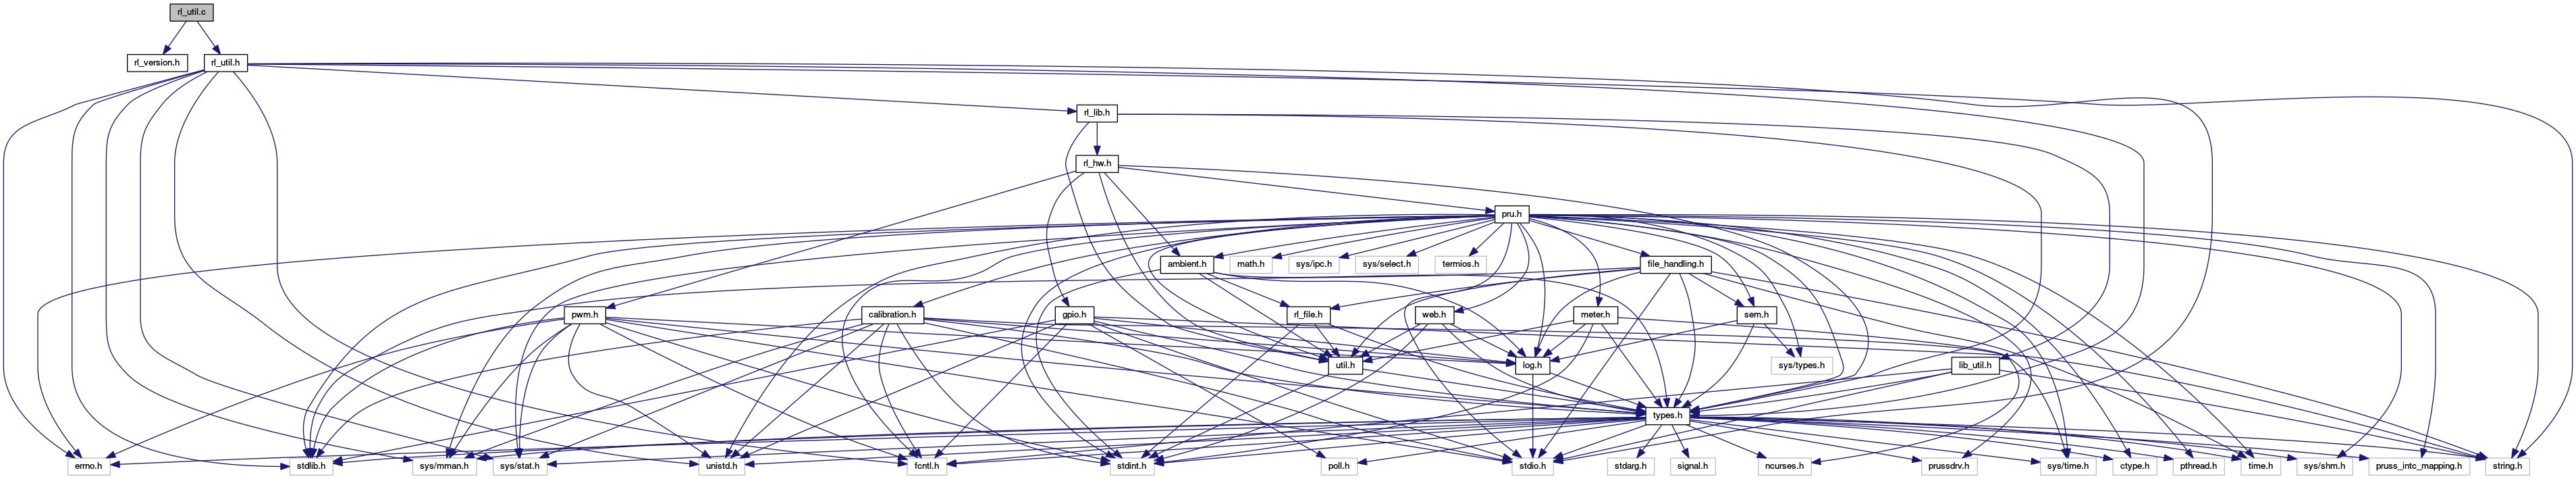 rl_util.c
rl_version.h
rl_util.h
rl_lib.h
rl_hw.h
pru.h
ambient.h
math.h
sys/ipc.h
sys/select.h
termios.h
file_handling.h
pwm.h
calibration.h
gpio.h
rl_file.h
web.h
meter.h
sem.h
util.h
log.h
sys/types.h
lib_util.h
types.h
errno.h
stdlib.h
sys/mman.h
sys/stat.h
unistd.h
fcntl.h
stdint.h
poll.h
stdio.h
stdarg.h
signal.h
ncurses.h
prussdrv.h
sys/time.h
ctype.h
pthread.h
time.h
sys/shm.h
pruss_intc_mapping.h
string.h